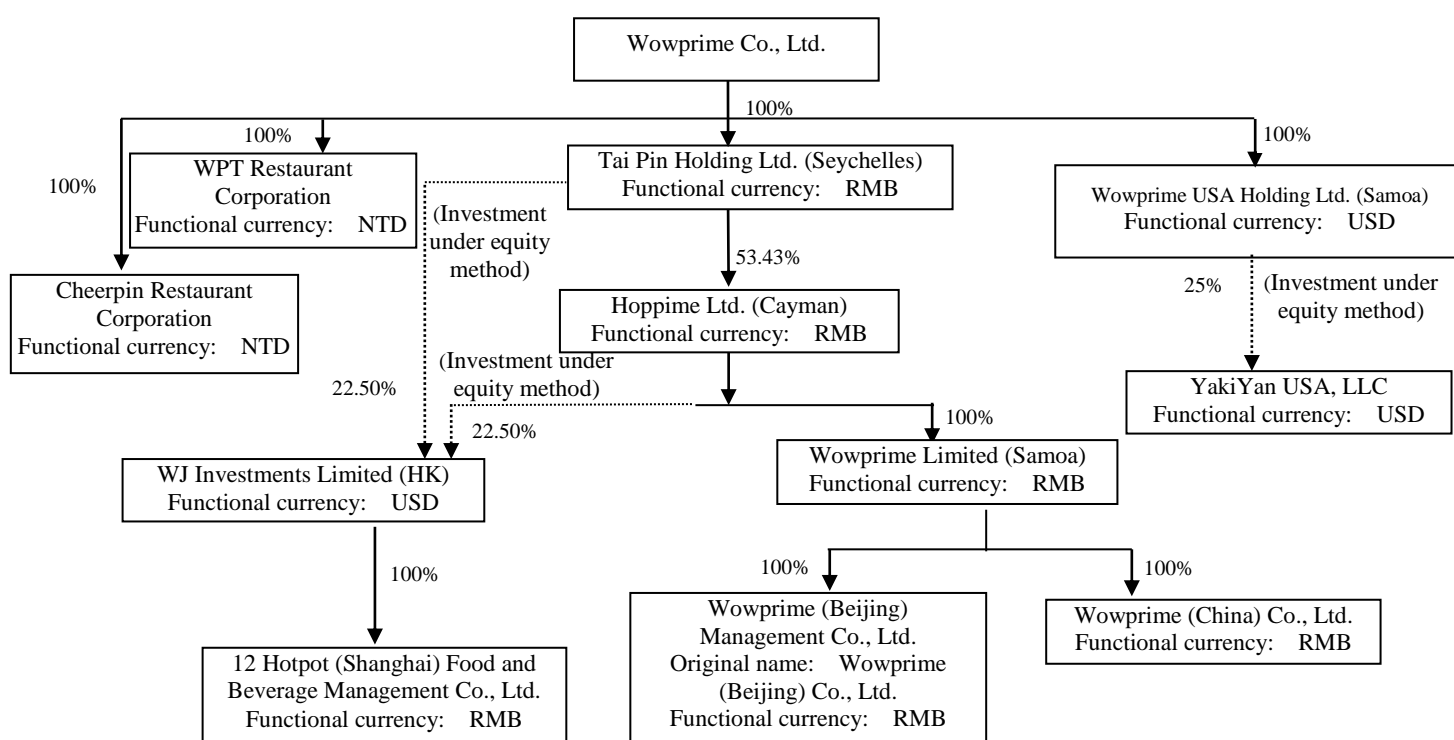 Wowprime Co., Ltd.
100%
100%
100%
100%
WPT Restaurant
Corporation
Functional currency: NTD
Tai Pin Holding Ltd. (Seychelles)
Functional currency: RMB
Wowprime USA Holding Ltd. (Samoa)
Functional currency: USD
(Investment
under equity
method)
53.43%
25%
(Investment under
equity method)
Cheerpin Restaurant
Corporation
Functional currency: NTD
Hoppime Ltd. (Cayman)
Functional currency: RMB
(Investment under
equity method)
22.50%
22.50%
100%
YakiYan USA, LLC
Functional currency: USD
WJ Investments Limited (HK)
Functional currency: USD
Wowprime Limited (Samoa)
Functional currency: RMB
100%
100%
100%
12 Hotpot (Shanghai) Food and
Beverage Management Co., Ltd.
Functional currency: RMB
Wowprime (Beijing)
Management Co., Ltd.
Original name: Wowprime
(Beijing) Co., Ltd.
Functional currency: RMB
Wowprime (China) Co., Ltd.
Functional currency: RMB